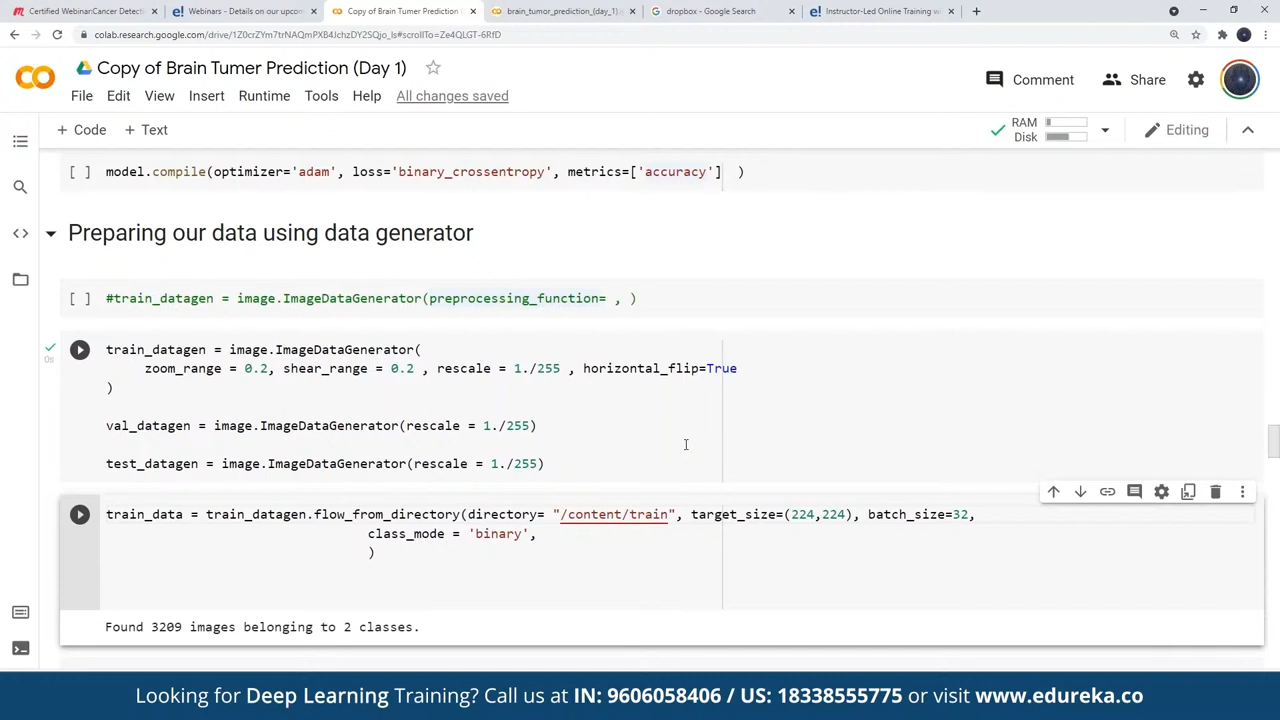 Certified Webinar:Cancer Detecti
Webinars - Details on our upcom
Copy of Brain Tumor Prediction (
brain_tumor_prediction_(day_1).
dropbox - Google Search
Instructor-Led Online Training wi
colab.research.google.com/drive/1Z0crZYm7trNAQmPXB4JchzDY2SQjo_ls#scrollTo=Ze4QLGT-6RfD
CO
Copy of Brain Tumer Prediction (Day 1)
Comment
Share
File Edit View Insert Runtime Tools Help All changes saved
+ Code + Text
RAM
Disk
Editing
[ ] model.compile(optimizer='adam', loss='binary_crossentropy', metrics=['accuracy'] )
Preparing our data using data generator
[ ] #train_datagen = image.ImageDataGenerator(preprocessing_function= , )
0s
train_datagen = image.ImageDataGenerator(
zoom_range = 0.2, shear_range = 0.2 , rescale = 1./255 , horizontal_flip=True
)
val_datagen = image.ImageDataGenerator(rescale = 1./255)
test_datagen = image.ImageDataGenerator(rescale = 1./255)
train_data = train_datagen.flow_from_directory(directory= "/content/train", target_size=(224,224), batch_size=32,
class_mode = 'binary',
)
Found 3209 images belonging to 2 classes.
Looking for Deep Learning Training? Call us at IN: 9606058406 / US: 18338555775 or visit www.edureka.co